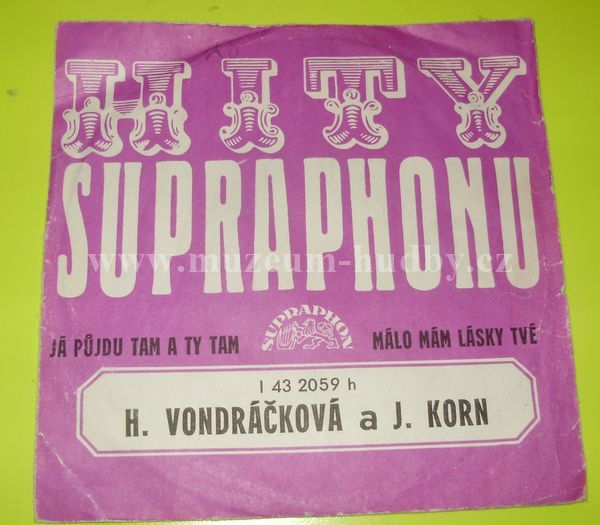 HITY
SUPRAPHONU
www.muzeum-hudby.cz
JÁ PŮJDU TAM A TY TAM
SUPRAPHON
MÁLO MÁM LÁSKY TVÉ
1 43 2059 h
H. VONDRÁČKOVÁ a J. KORN